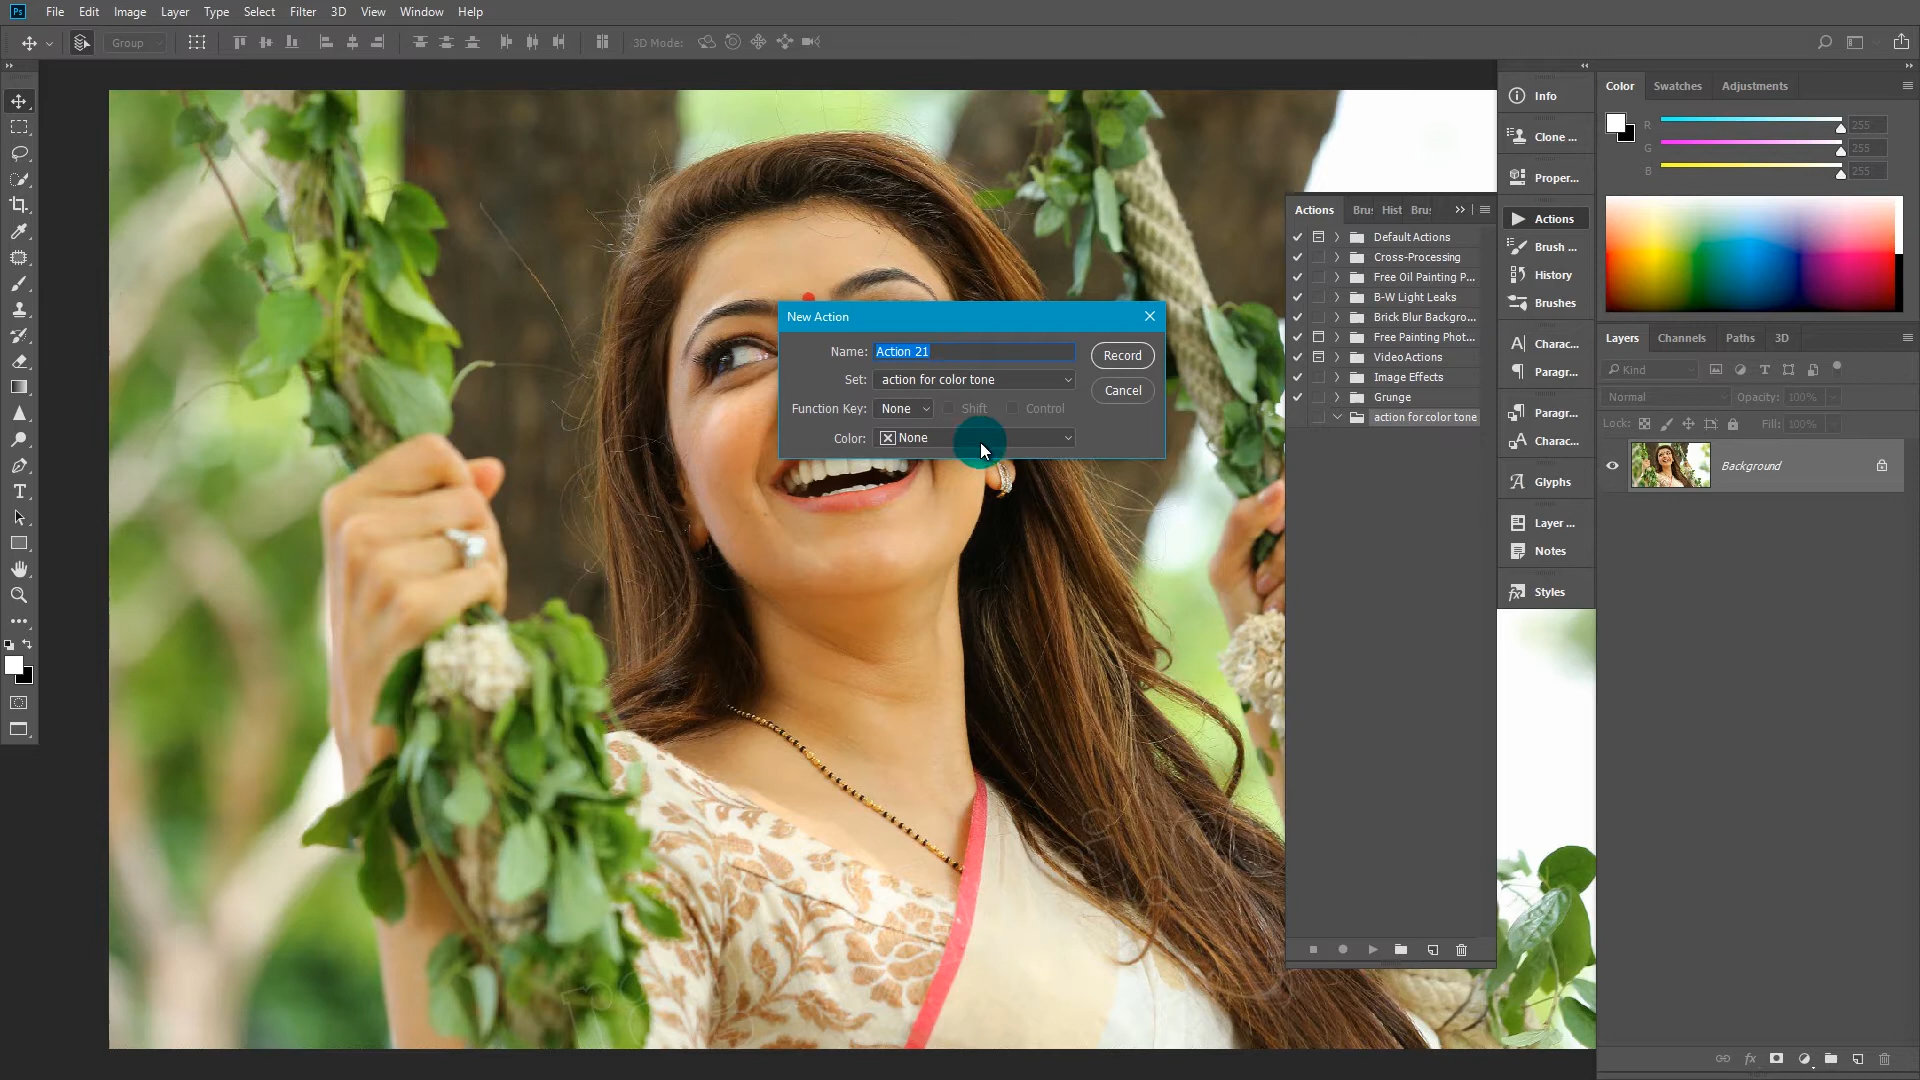 Ps File Edit Image Layer Type Select Filter 3D View Window Help
Group 3D Mode:
Info
Clone ...
Proper...
Actions
Brush ...
History
Brushes
Charac...
Paragr...
Paragr...
Charac...
Glyphs
Layer ...
Notes
Styles
Color Swatches Adjustments
R 255
G 255
B 255
Actions Bru: Hist Bru:
Default Actions
Cross-Processing
Free Oil Painting P...
B-W Light Leaks
Brick Blur Backgro...
Free Painting Phot...
Video Actions
Image Effects
Grunge
action for color tone
New Action
Name: Action 21
Record
Set: action for color tone
Cancel
Function Key: None Shift Control
Color: None
Layers Channels Paths 3D
Kind
Normal Opacity: 100%
Lock: Fill: 100%
Background